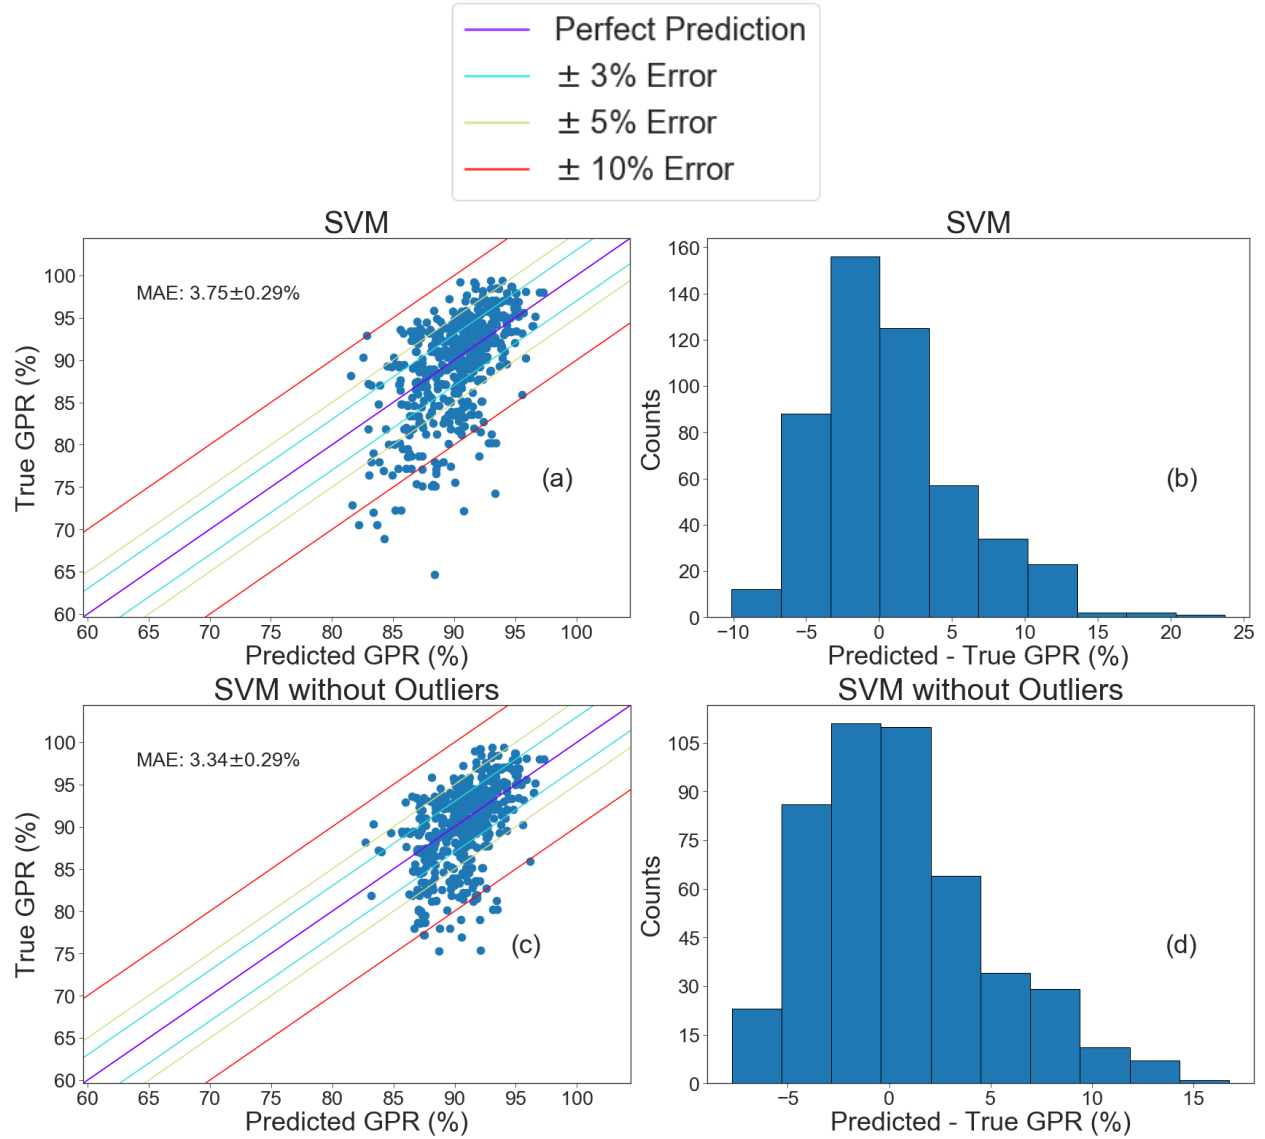 Perfect Prediction
± 3% Error
± 5% Error
± 10% Error
SVM
MAE: 3.75±0.29%
True GPR (%)
100
95
90
85
80
75
70
65
60
(a)
60 65 70 75 80 85 90 95 100
Predicted GPR (%)
SVM
Counts
160
140
120
100
80
60
40
20
0
(b)
−10 −5 0 5 10 15 20 25
Predicted - True GPR (%)
SVM without Outliers
MAE: 3.34±0.29%
True GPR (%)
100
95
90
85
80
75
70
65
60
(c)
60 65 70 75 80 85 90 95 100
Predicted GPR (%)
SVM without Outliers
Counts
105
90
75
60
45
30
15
0
(d)
−5 0 5 10 15
Predicted - True GPR (%)